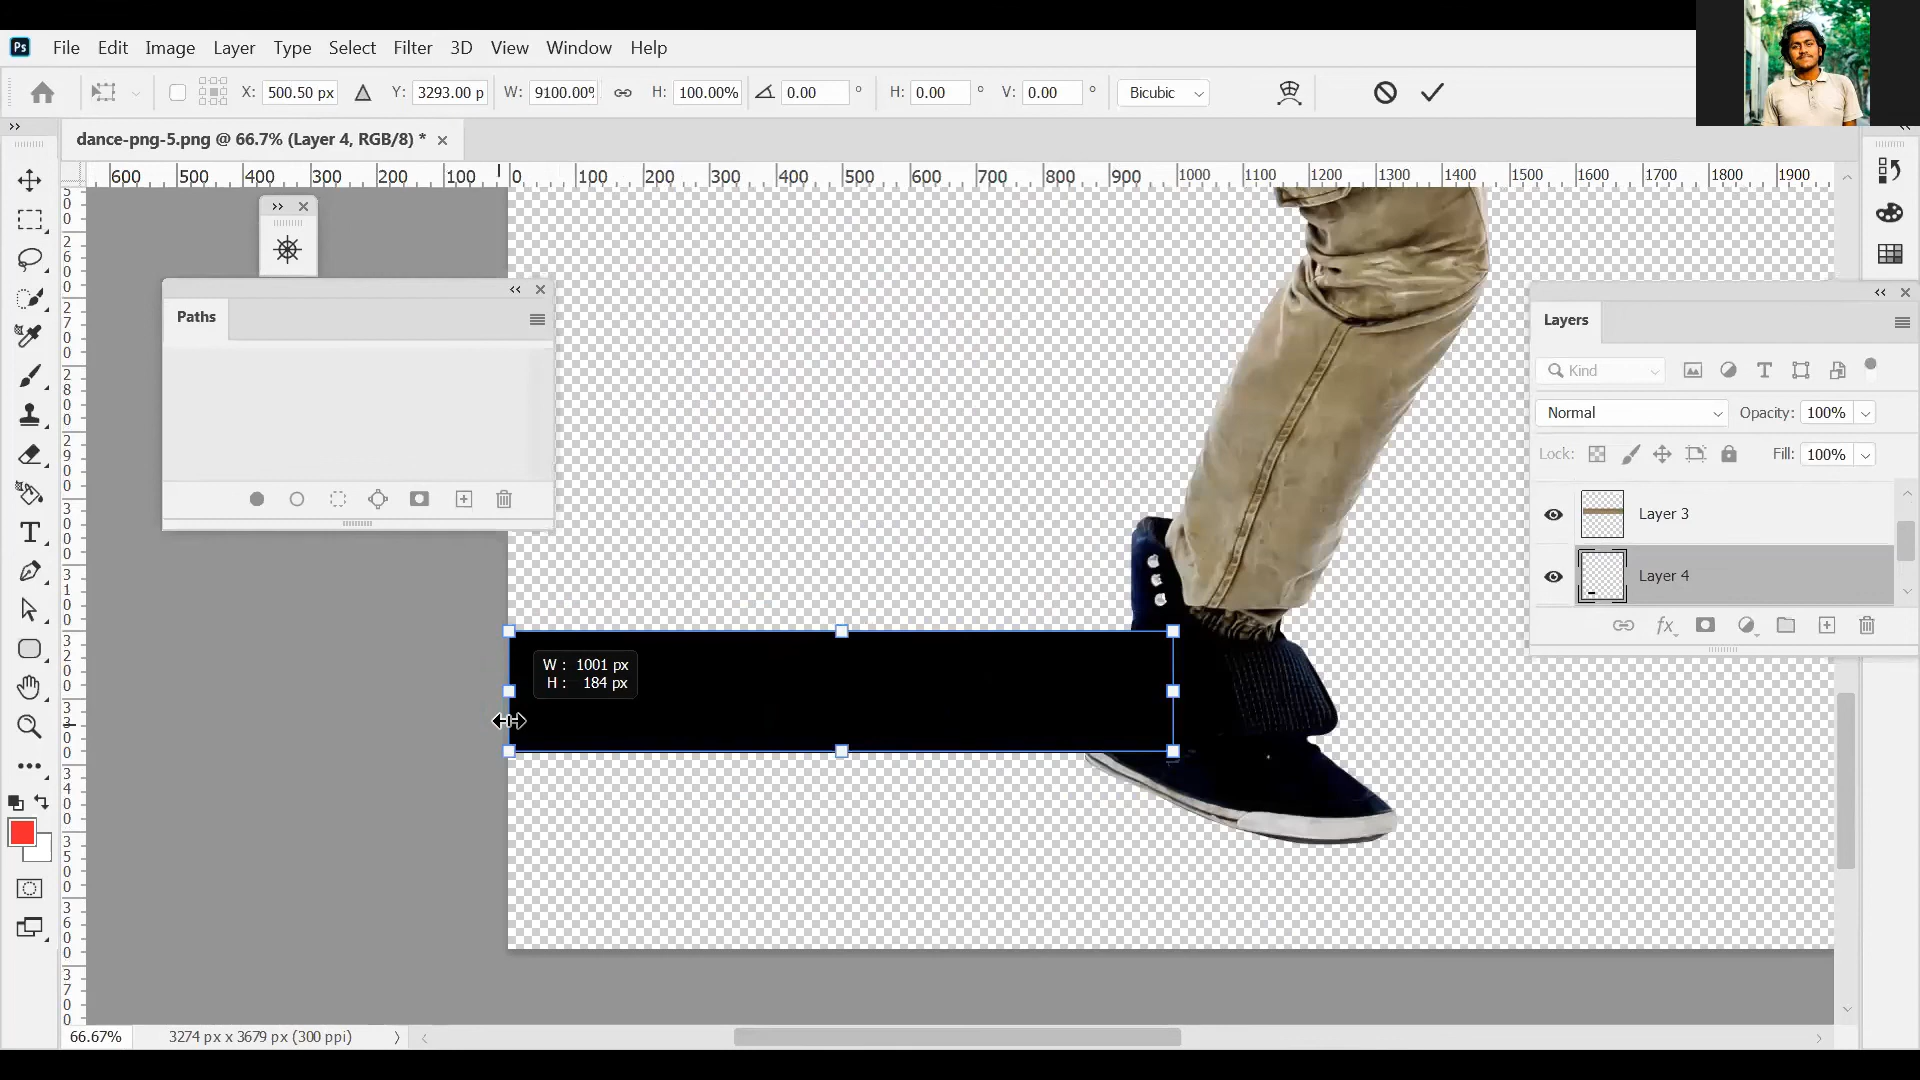 Ps File Edit Image Layer Type Select Filter 3D View Window Help
X: 500.50 px Y: 3293.00 p W: 9100.00% H: 100.00% 0.00 ° H: 0.00 ° V: 0.00 ° Bicubic
dance-png-5.png @ 66.7% (Layer 4, RGB/8) *
600 500 400 300 200 100 0 100 200 300 400 500 600 700 800 900 1000 1100 1200 1300 1400 1500 1600 1700 1800 1900
Paths
W : 1001 px
H : 184 px
Layers
Kind
Normal Opacity: 100%
Lock: Fill: 100%
Layer 3
Layer 4
fx
66.67% 3274 px x 3679 px (300 ppi)